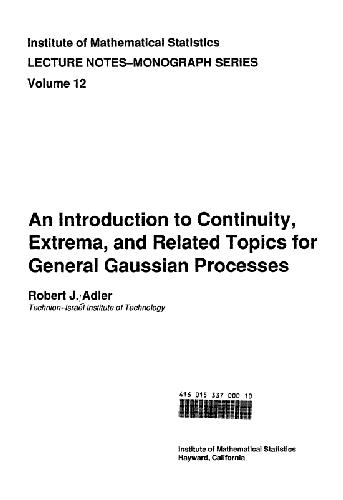 Institute of Mathematical Statistics
LECTURE NOTES–MONOGRAPH SERIES
Volume 12
An Introduction to Continuity,
Extrema, and Related Topics for
General Gaussian Processes
Robert J. Adler
Technion–Israel Institute of Technology
416 015 337 000 10
Institute of Mathematical Statistics
Hayward, California